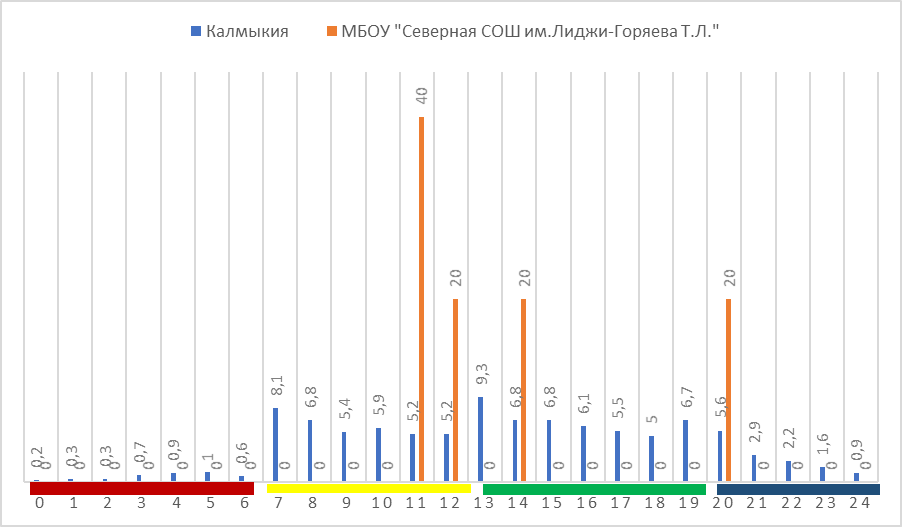 Калмыкия МБОУ "Северная СОШ им.Лиджи-Горяева Т.Л."
40
20 20 20
0,2 0,3 0,3 0,7 0,9 1 0,6 8,1 6,8 5,4 5,9 5,2 5,2 9,3 6,8 6,8 6,1 5,5 5 6,7 5,6 2,9 2,2 1,6 0,9
0 0 0 0 0 0 0 0 0 0 0 0 0 0 0 0 0 0 0 0 0
0 1 2 3 4 5 6 7 8 9 10 11 12 13 14 15 16 17 18 19 20 21 22 23 24